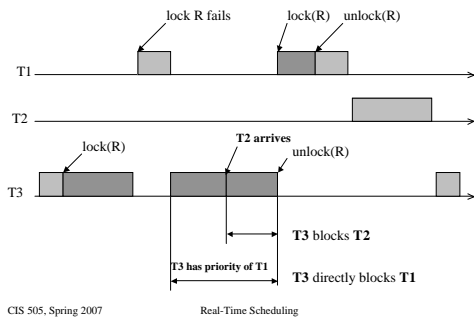 lock R fails
lock(R)
unlock(R)
T1
T2
T2 arrives
lock(R)
unlock(R)
T3
T3 blocks T2
T3 has priority of T1
T3 directly blocks T1
CIS 505, Spring 2007
Real-Time Scheduling